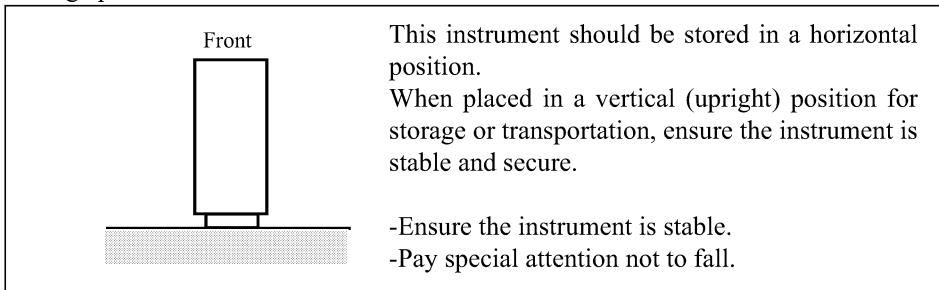 Front
This instrument should be stored in a horizontal
position.
When placed in a vertical (upright) position for
storage or transportation, ensure the instrument is
stable and secure.
-Ensure the instrument is stable.
-Pay special attention not to fall.